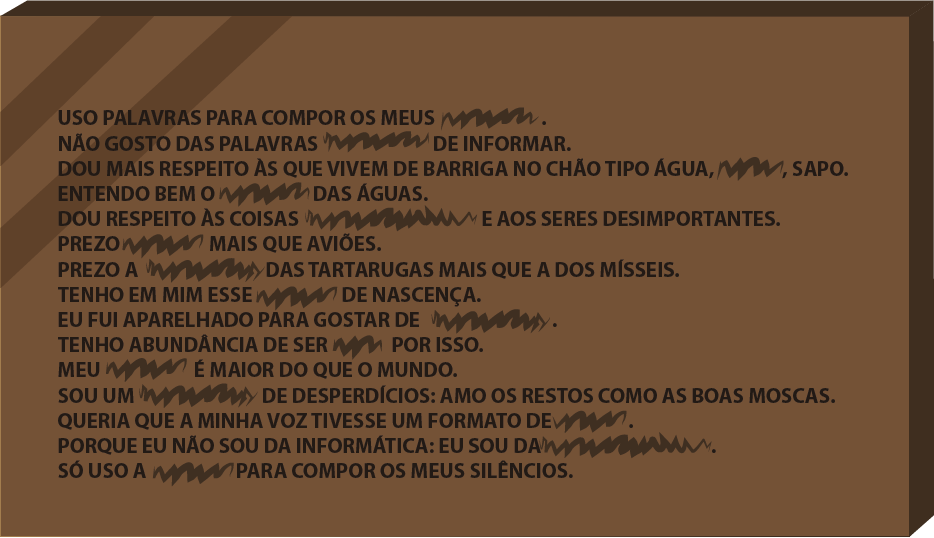 USO PALAVRAS PARA COMPOR OS MEUS .
NÃO GOSTO DAS PALAVRAS DE INFORMAR.
DOU MAIS RESPEITO ÀS QUE VIVEM DE BARRIGA NO CHÃO TIPO ÁGUA, , SAPO.
ENTENDO BEM O DAS ÁGUAS.
DOU RESPEITO ÀS COISAS E AOS SERES DESIMPORTANTES.
PREZO MAIS QUE AVIÕES.
PREZO A DAS TARTARUGAS MAIS QUE A DOS MÍSSEIS.
TENHO EM MIM ESSE DE NASCENÇA.
EU FUI APARELHADO PARA GOSTAR DE .
TENHO ABUNDÂNCIA DE SER POR ISSO.
MEU É MAIOR DO QUE O MUNDO.
SOU UM DE DESPERDÍCIOS: AMO OS RESTOS COMO AS BOAS MOSCAS.
QUERIA QUE A MINHA VOZ TIVESSE UM FORMATO DE .
PORQUE EU NÃO SOU DA INFORMÁTICA: EU SOU DA .
SÓ USO A PARA COMPOR OS MEUS SILÊNCIOS.